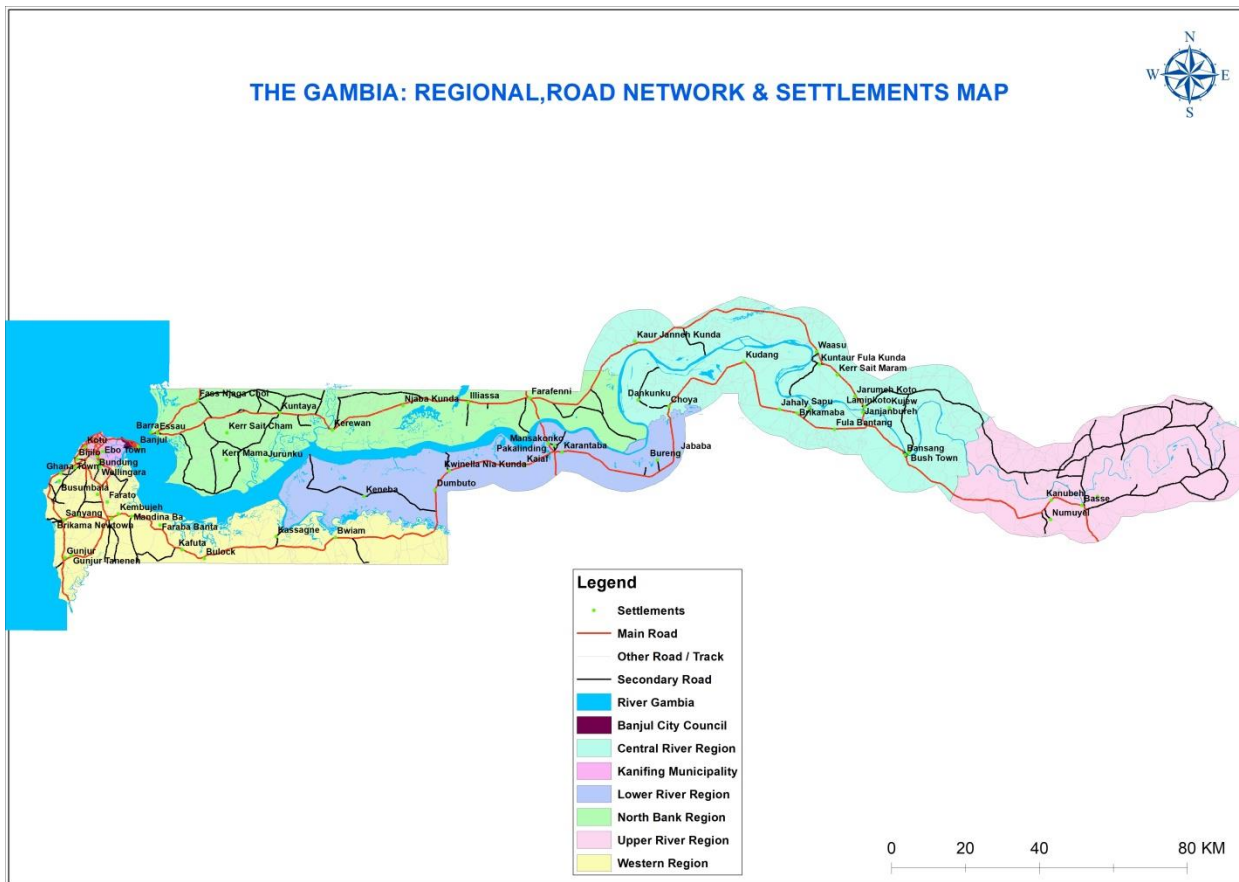 N
W
E
S
THE GAMBIA: REGIONAL,ROAD NETWORK & SETTLEMENTS MAP
Kaur Janneh Kunda
Waasu
Kuntaur Fula Kunda
Kudang
Kerr Sait Maram
Fass Njaga Choi
Njaba Kunda
Illiassa
Farafenni
Dankunku
Choya
Jahaly
Sapu
Jarumeh Koto
Laminkoto
Kujew
Kuntaya
Brikamaba
Janjanbureh
Barra
Essau
Kerr Sait Cham
Kerewan
Fula Bantang
Kotu
Banjul
Mansakonko
Jababa
Bijilo
Ebo Town
Pakalinding
Karantaba
Bansang
Kerr Mama
Jurunku
Kaiaf
Bureng
Bush Town
Ghana Town
Bundung
Kwinella Nia Kunda
Wallingara
Busumbala
Keneba
Dumbuto
Kanubeh
Basse
Farato
Numuyel
Sanyang
Kembujeh
Mandina Ba
Brikama Newtown
Faraba Banta
Kassagne
Bwiam
Gunjur
Kafuta
Bulock
Gunjur Taneneh
Legend
Settlements
Main Road
Other Road / Track
Secondary Road
River Gambia
Banjul City Council
Central River Region
Kanifing Municipality
Lower River Region
North Bank Region
Upper River Region
Western Region
0 20 40 80 KM